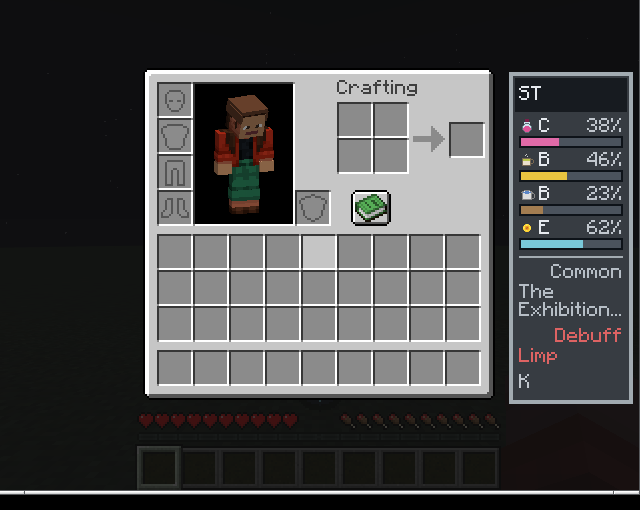 Crafting
ST
C 38%
B 46%
B 23%
E 62%
Common
The
Exhibition...
Debuff
Limp
K